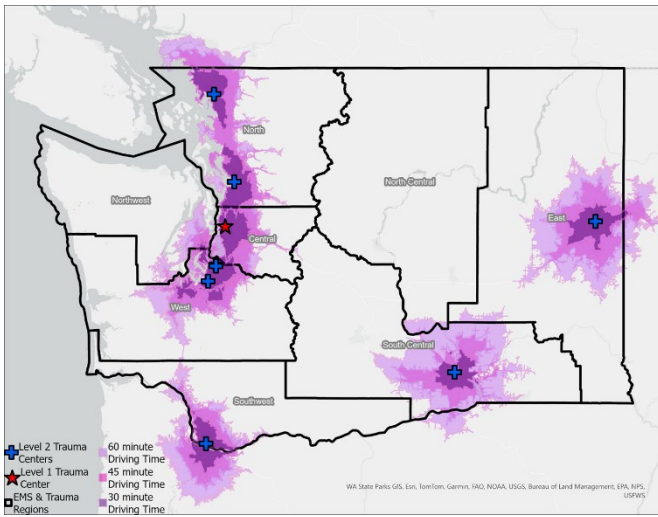 North
Northwest
North Central
East
Central
West
South Central
Southwest
Level 2 Trauma
Centers
Level 1 Trauma
Center
EMS & Trauma
Regions
60 minute
Driving Time
45 minute
Driving Time
30 minute
Driving Time
WA State Parks GIS, Esri, TomTom, Garmin, FAO, NOAA, USGS, Bureau of Land Management, EPA, NPS,
USFWS